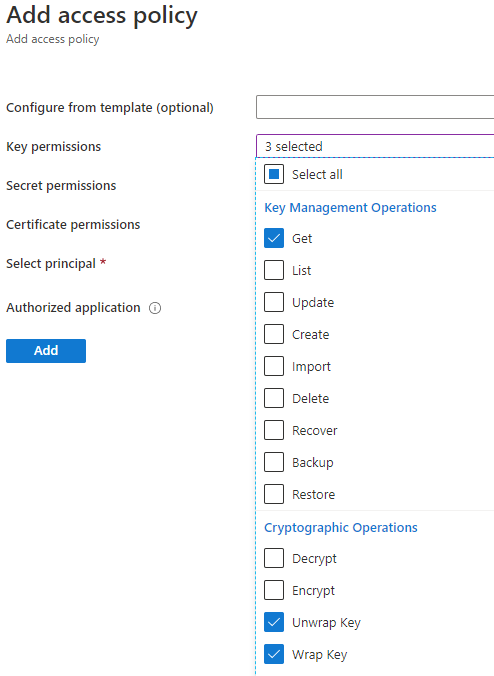 Add access policy
Add access policy
Configure from template (optional)
Key permissions
3 selected
Select all
Secret permissions
Key Management Operations
Certificate permissions
Get
Select principal *
List
Authorized application
Update
Create
Add
Import
Delete
Recover
Backup
Restore
Cryptographic Operations
Decrypt
Encrypt
Unwrap Key
Wrap Key